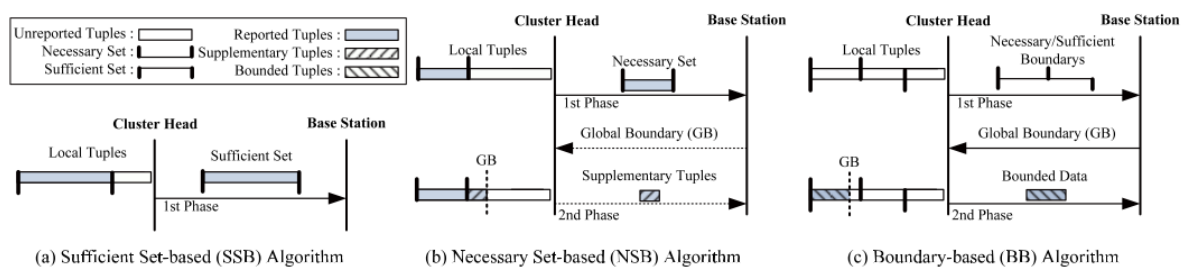 Unreported Tuples :
Reported Tuples :
Necessary Set :
Supplementary Tuples :
Sufficient Set :
Bounded Tuples :
Cluster Head
Base Station
Local Tuples
Sufficient Set
1st Phase
(a) Sufficient Set-based (SSB) Algorithm
Cluster Head
Base Station
Local Tuples
Necessary Set
1st Phase
Global Boundary (GB)
GB
Supplementary Tuples
2nd Phase
(b) Necessary Set-based (NSB) Algorithm
Cluster Head
Base Station
Local Tuples
Necessary/Sufficient
Boundarys
1st Phase
Global Boundary (GB)
GB
Bounded Data
2nd Phase
(c) Boundary-based (BB) Algorithm